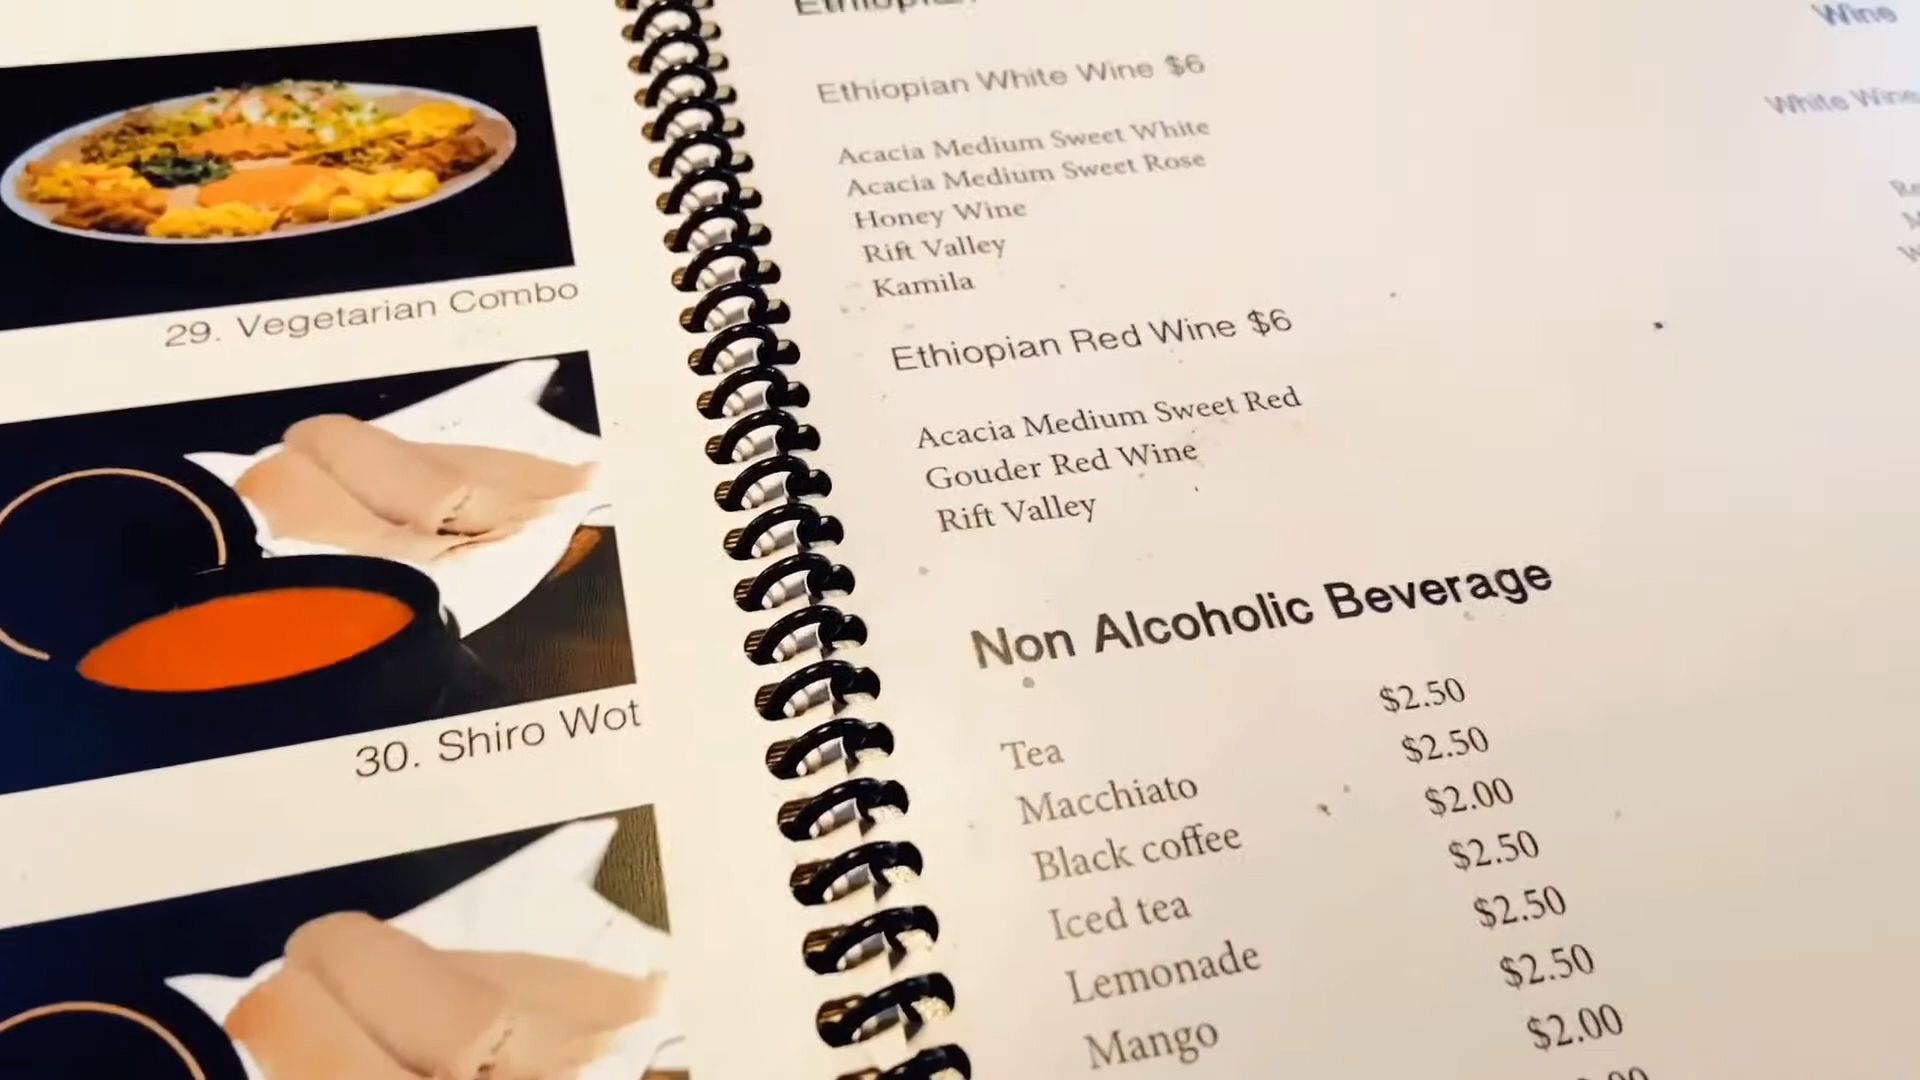 29. Vegetarian Combo
30. Shiro Wot
Ethiopian
Ethiopian White Wine $6
Acacia Medium Sweet White
Acacia Medium Sweet Rose
Honey Wine
Rift Valley
Kamila
Ethiopian Red Wine $6
Acacia Medium Sweet Red
Gouder Red Wine
Rift Valley
Non Alcoholic Beverage
Tea $2.50
Macchiato $2.50
Black coffee $2.00
Iced tea $2.50
Lemonade $2.50
Mango $2.50
$2.00
Wine
White Wine